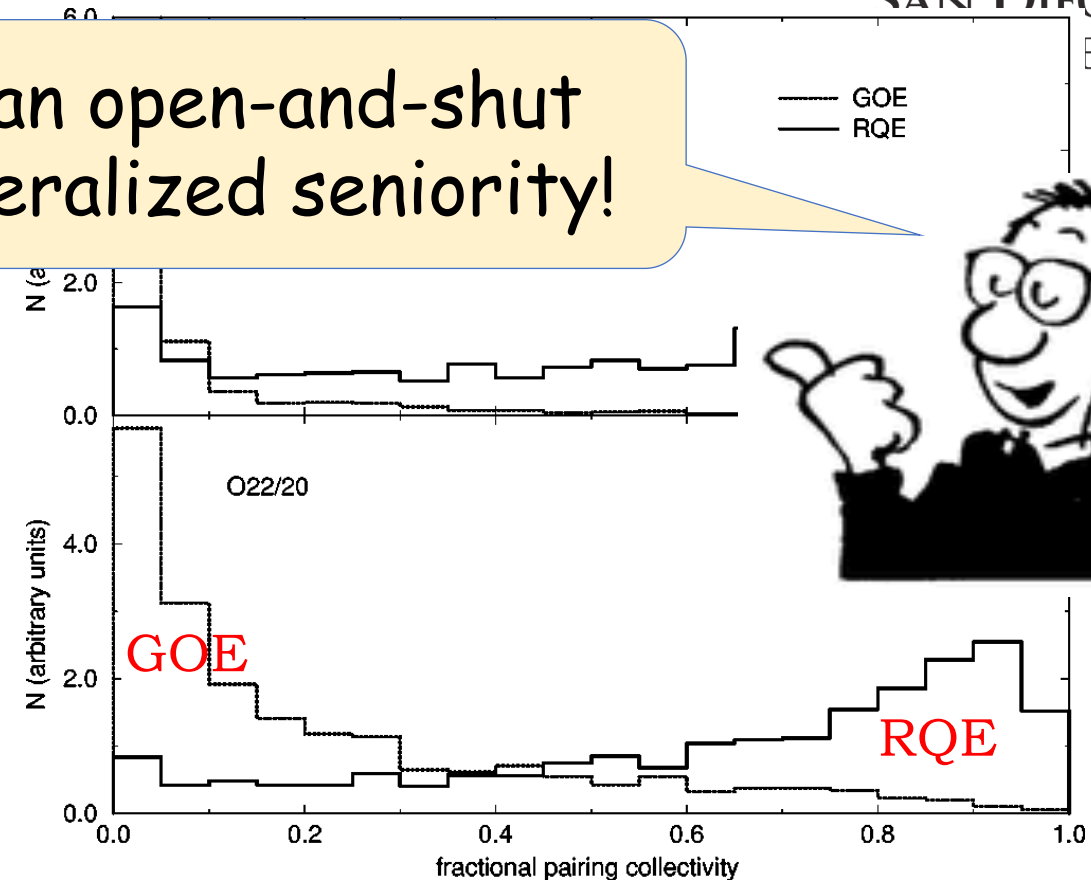 6.0
an open-and-shut
eralized seniority!
GOE
RQE
N (a
2.0
0.0
O22/20
N (arbitrary units)
4.0
2.0
0.0
GOE
RQE
0.0 0.2 0.4 0.6 0.8 1.0
fractional pairing collectivity